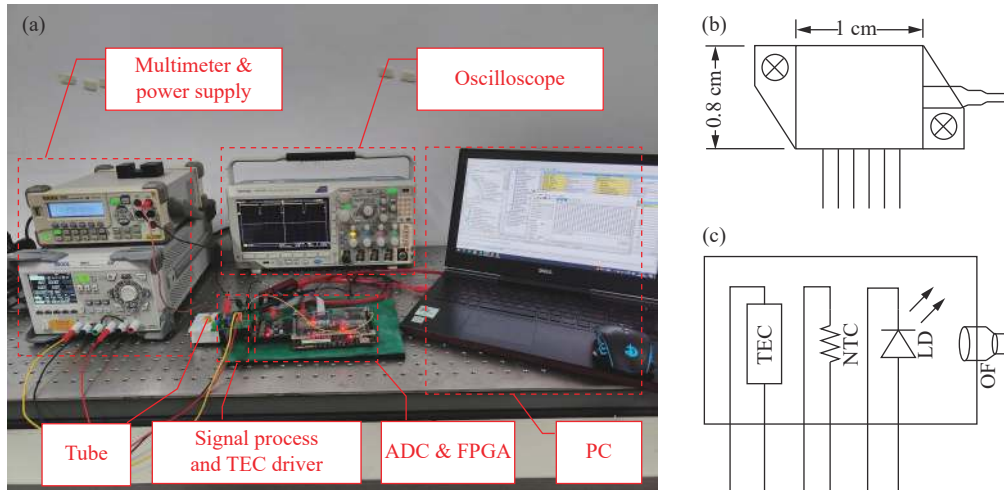 (a)
Multimeter &
power supply
Oscilloscope
DELL
Tube
Signal process
and TEC driver
ADC & FPGA
PC
(b)
1 cm
0.8 cm
(c)
TEC
NTC
LD
OF